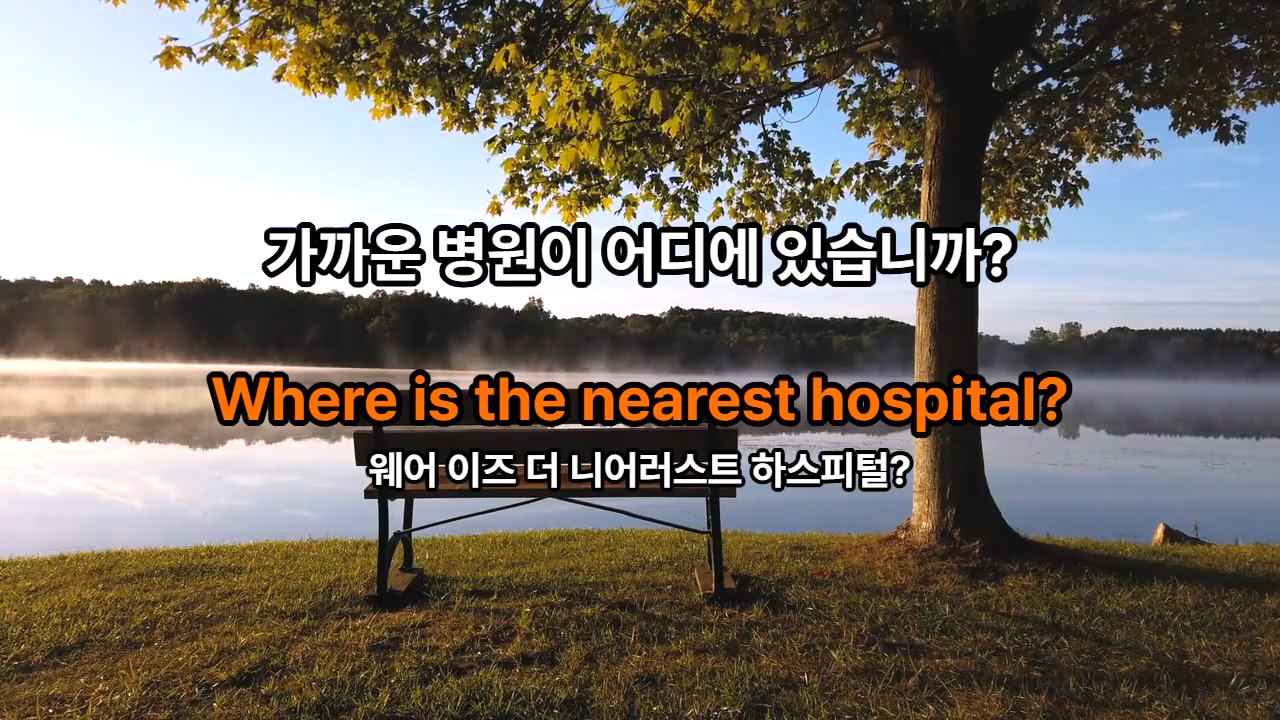 가까운 병원이 어디에 있습니까?
Where is the nearest hospital?
웨어 이즈 더 니어러스트 하스피털?